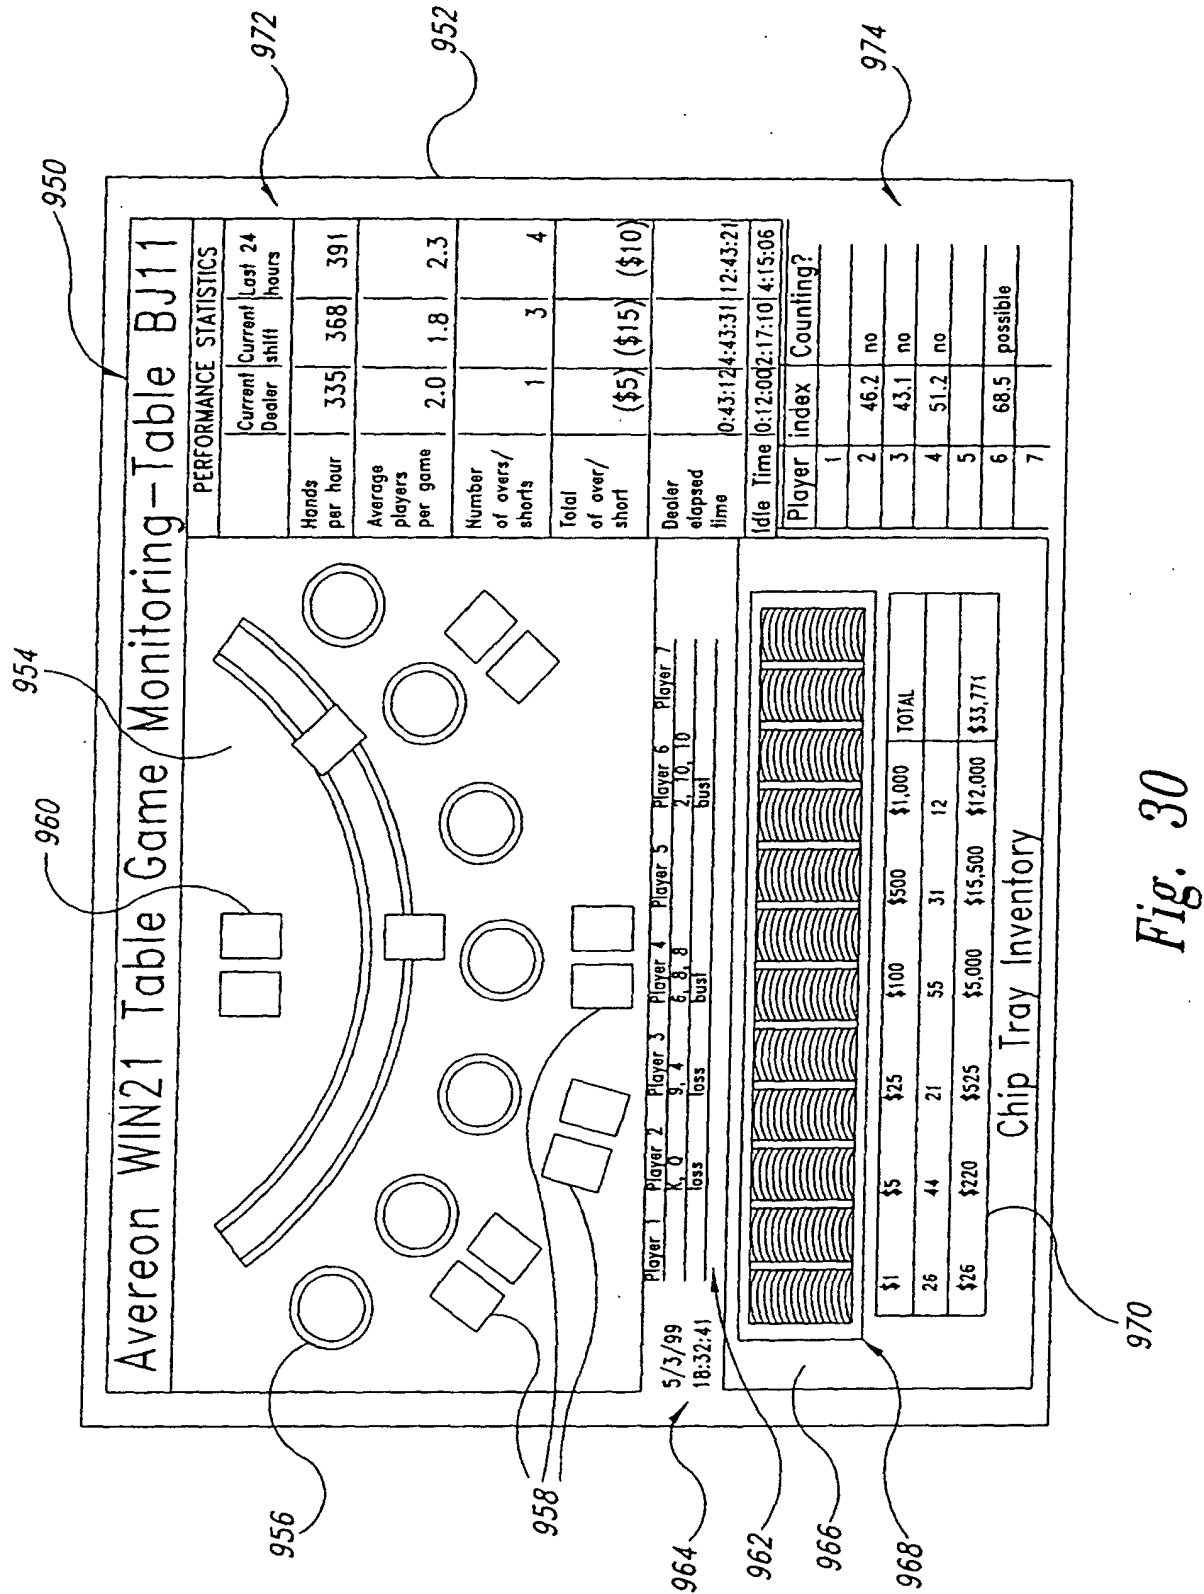 950
Avereon WIN21 Table Game Monitoring–Table BJ11
954
960
956
958
PERFORMANCE STATISTICS
Current Dealer Current shift Last 24 hours
Hands per hour 335 368 391
Average players per game 2.0 1.8 2.3
Number of overs/ shorts 1 3 4
Total of over/ short ($5) ($15) ($10)
Dealer elapsed time 0:43:12 4:43:31 12:43:21
Idle Time 0:12:00 2:17:10 4:15:06
972
952
Player index Counting?
1
2 46.2 no
3 43.1 no
4 51.2 no
5
6 68.5 possible
7
974
5/3/99
18:32:41
964
Player 1 Player 2 Player 3 Player 4 Player 5 Player 6 Player 7
K, Q 9, 4 6, 8, 8 2, 10, 10
loss loss bust bust
962
966
968
$1 $5 $25 $100 $500 $1,000 TOTAL
26 44 21 55 31 12
$26 $220 $525 $5,000 $15,500 $12,000 $33,771
Chip Tray Inventory
970
Fig. 30